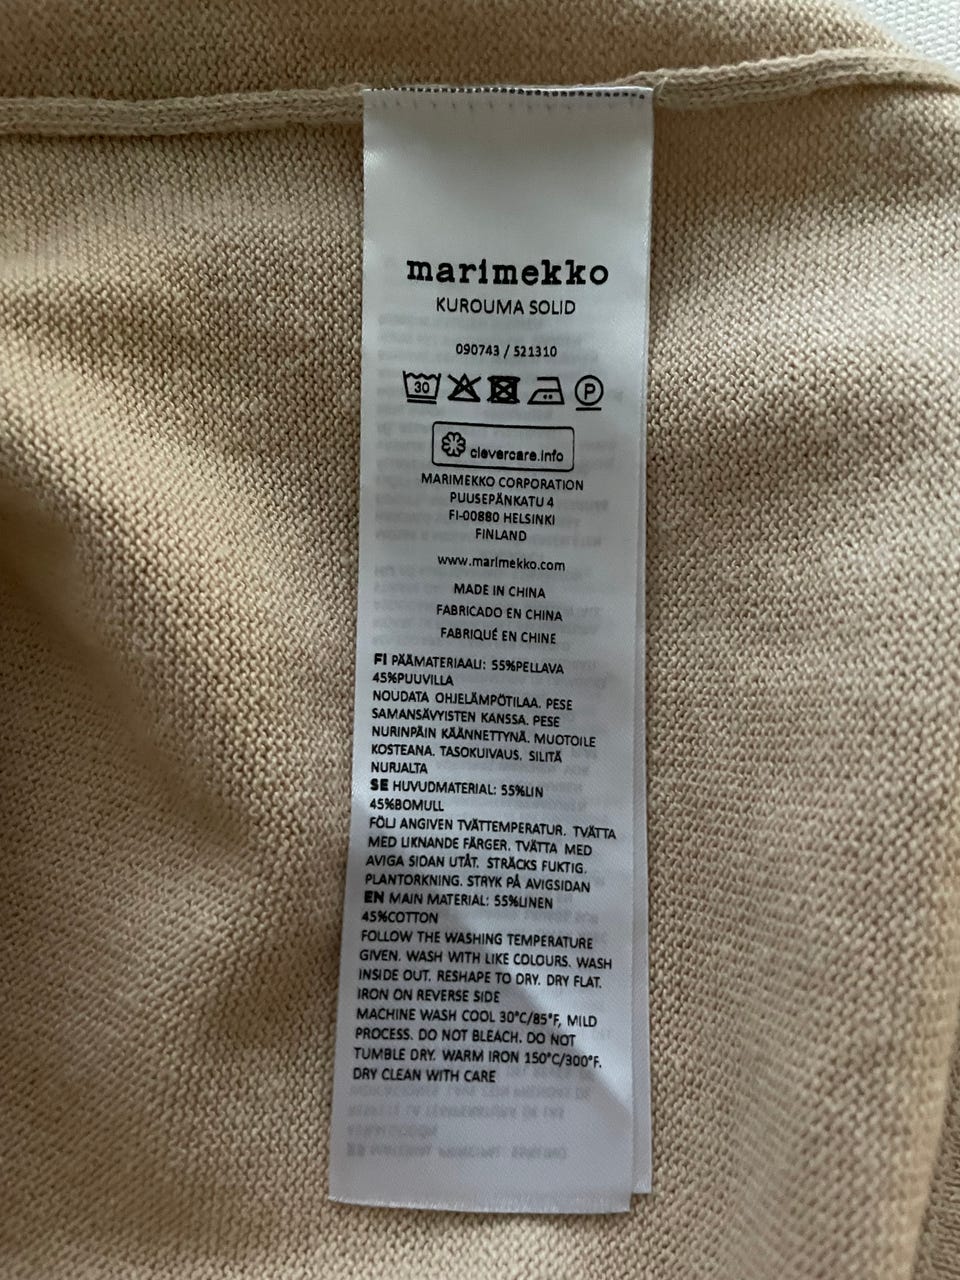 marimekko
KUROUMA SOLID
090743 / 521310
30 P
clevercare.info
MARIMEKKO CORPORATION
PUUSEPÄNKATU 4
FI-00880 HELSINKI
FINLAND
www.marimekko.com
MADE IN CHINA
FABRICADO EN CHINA
FABRIQUÉ EN CHINE
FI PÄÄMATERIAALI: 55%PELLAVA
45%PUUVILLA
NOUDATA OHJELÄMPÖTILAA. PESE
SAMANSÄVYISTEN KANSSA. PESE
NURINPÄIN KÄÄNNETTYNÄ. MUOTOILE
KOSTEANA. TASOKUIVAUS. SILITÄ
NURJALTA
SE HUVUDMATERIAL: 55%LIN
45%BOMULL
FÖLJ ANGIVEN TVÄTTEMPERATUR. TVÄTTA
MED LIKNANDE FÄRGER. TVÄTTA MED
AVIGA SIDAN UTÅT. STRÄCKS FUKTIG.
PLANTORKNING. STRYK PÅ AVIGSIDAN
EN MAIN MATERIAL: 55%LINEN
45%COTTON
FOLLOW THE WASHING TEMPERATURE
GIVEN. WASH WITH LIKE COLOURS. WASH
INSIDE OUT. RESHAPE TO DRY. DRY FLAT.
IRON ON REVERSE SIDE
MACHINE WASH COOL 30°C/85°F, MILD
PROCESS. DO NOT BLEACH. DO NOT
TUMBLE DRY. WARM IRON 150°C/300°F.
DRY CLEAN WITH CARE